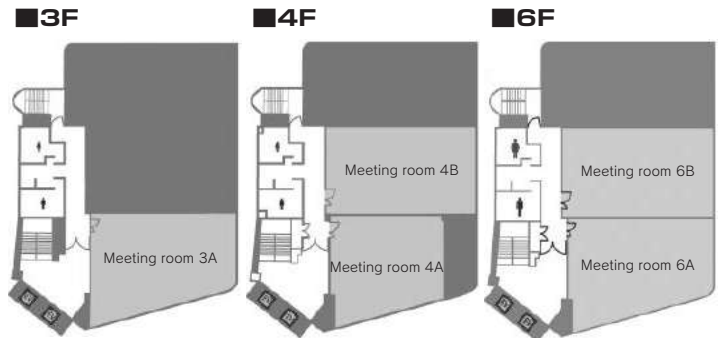 ■3F
■4F
■6F
Meeting room 3A
Meeting room 4B
Meeting room 4A
Meeting room 6B
Meeting room 6A